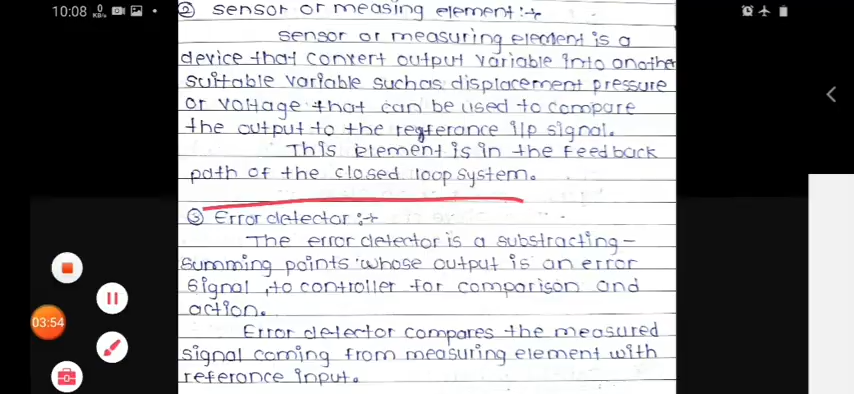 10:08 0 KB/s
② sensor or measing element :→
sensor or measuring element is a
device that convert output variable into another
suitable variable suchas displacement pressure
or voltage that can be used to compare
the output to the referance i/p signal.
This element is in the feedback
path of the closed loop system.
③ Error detector :→
The error detector is a substracting-
summing points whose output is an error
signal, to controller for comparison and
action.
Error detector compares the measured
signal coming from measuring element with
referance input.
03:54